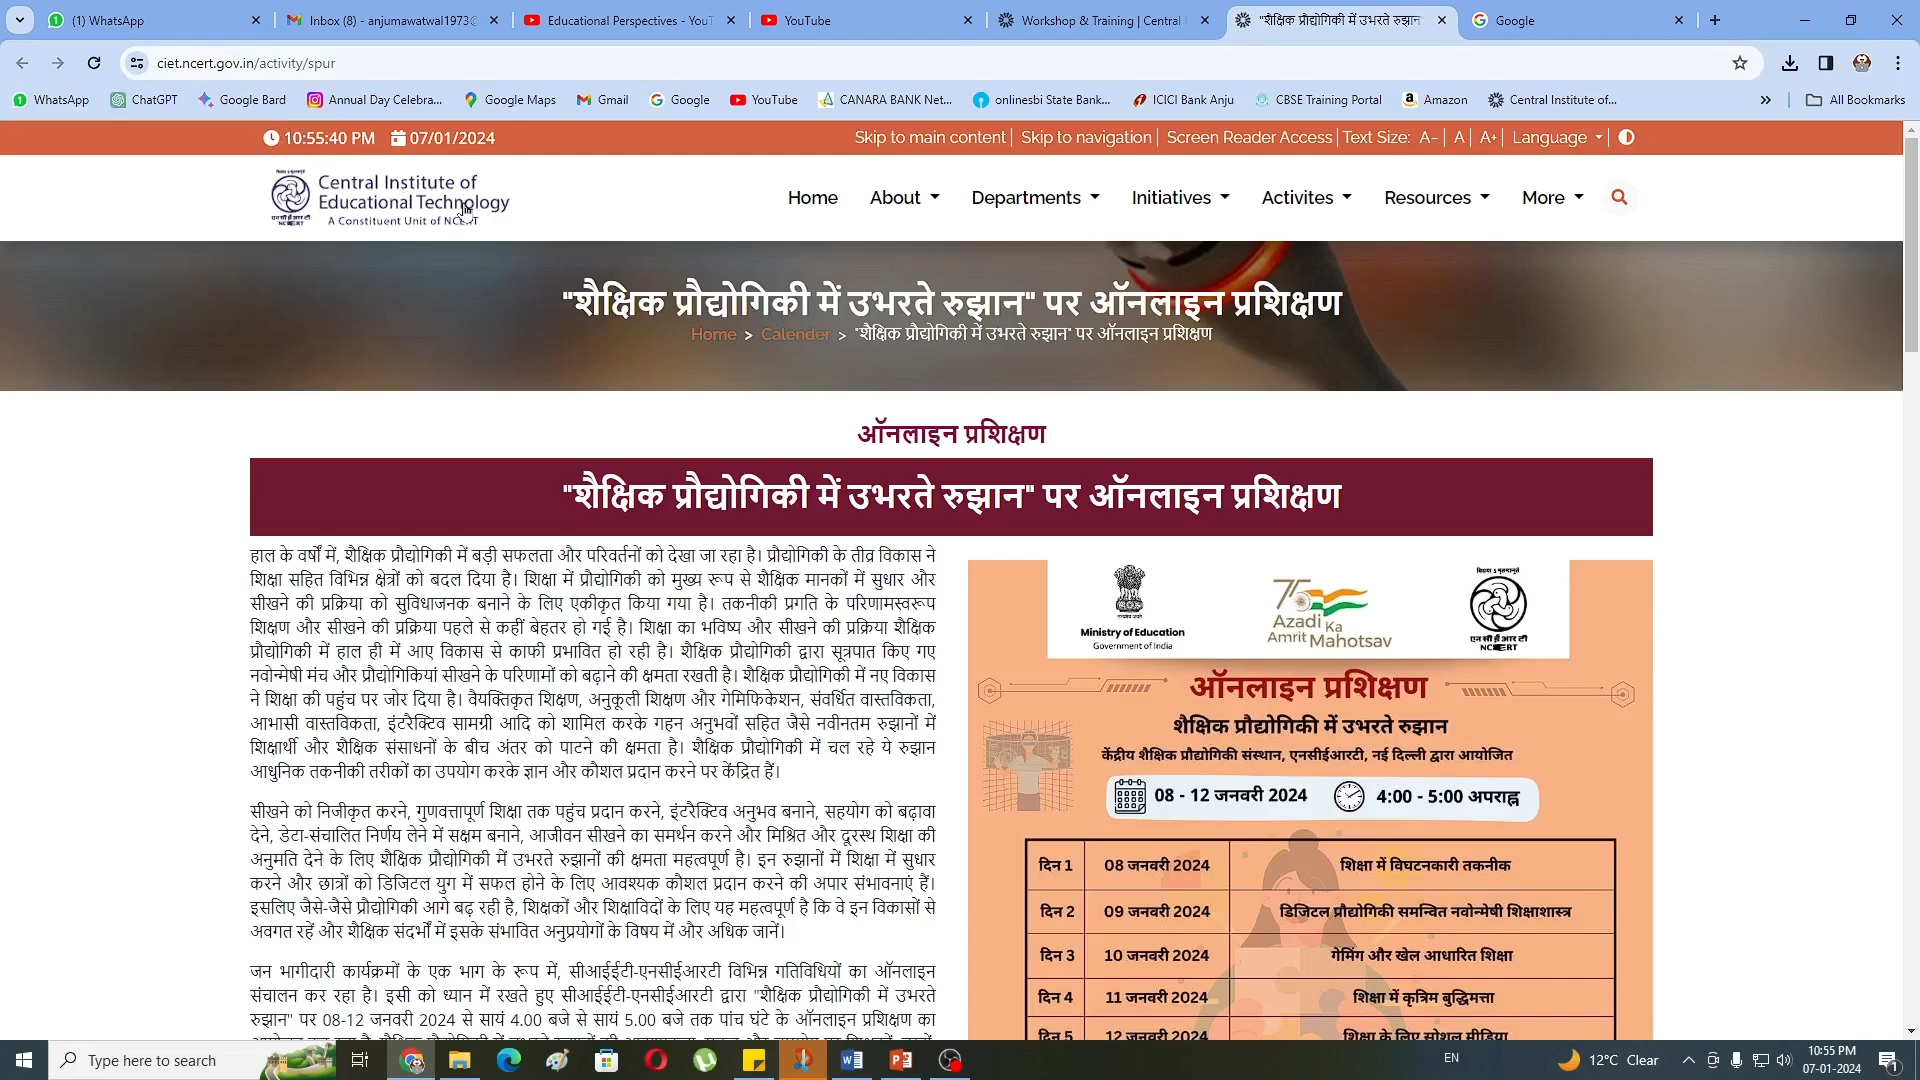 (1) WhatsApp
Inbox (8) - anjumawatwal1973@
Educational Perspectives - YouT
YouTube
Workshop & Training | Central
"शैक्षिक प्रौद्योगिकी में उभरते रुझान"
Google
ciet.ncert.gov.in/activity/spur
WhatsApp
ChatGPT
Google Bard
Annual Day Celebra...
Google Maps
Gmail
Google
YouTube
CANARA BANK Net...
onlinesbi State Bank...
ICICI Bank Anju
CBSE Training Portal
Amazon
Central Institute of...
All Bookmarks
10:55:40 PM 07/01/2024
Skip to main content | Skip to navigation | Screen Reader Access | Text Size: A- | A | A+ | Language
Central Institute of
Educational Technology
A Constituent Unit of NCERT
Home About Departments Initiatives Activites Resources More
"शैक्षिक प्रौद्योगिकी में उभरते रुझान" पर ऑनलाइन प्रशिक्षण
Home > Calender > "शैक्षिक प्रौद्योगिकी में उभरते रुझान" पर ऑनलाइन प्रशिक्षण
ऑनलाइन प्रशिक्षण
"शैक्षिक प्रौद्योगिकी में उभरते रुझान" पर ऑनलाइन प्रशिक्षण
हाल के वर्षों में, शैक्षिक प्रौद्योगिकी में बड़ी सफलता और परिवर्तनों को देखा जा रहा है। प्रौद्योगिकी के तीव्र विकास ने
शिक्षा सहित विभिन्न क्षेत्रों को बदल दिया है। शिक्षा में प्रौद्योगिकी को मुख्य रूप से शैक्षिक मानकों में सुधार और
सीखने की प्रक्रिया को सुविधाजनक बनाने के लिए एकीकृत किया गया है। तकनीकी प्रगति के परिणामस्वरूप
शिक्षण और सीखने की प्रक्रिया पहले से कहीं बेहतर हो गई है। शिक्षा का भविष्य और सीखने की प्रक्रिया शैक्षिक
प्रौद्योगिकी में हाल ही में आए विकास से काफी प्रभावित हो रही है। शैक्षिक प्रौद्योगिकी द्वारा सूत्रपात किए गए
नवोन्मेषी मंच और प्रौद्योगिकियां सीखने के परिणामों को बढ़ाने की क्षमता रखती है। शैक्षिक प्रौद्योगिकी में नए विकास
ने शिक्षा की पहुंच पर जोर दिया है। वैयक्तिकृत शिक्षण, अनुकूली शिक्षण और गेमिफिकेशन, संवर्धित वास्तविकता,
आभासी वास्तविकता, इंटरैक्टिव सामग्री आदि को शामिल करके गहन अनुभवों सहित जैसे नवीनतम रुझानों में
शिक्षार्थी और शैक्षिक संसाधनों के बीच अंतर को पाटने की क्षमता है। शैक्षिक प्रौद्योगिकी में चल रहे ये रुझान
आधुनिक तकनीकी तरीकों का उपयोग करके ज्ञान और कौशल प्रदान करने पर केंद्रित हैं।
सीखने को निजीकृत करने, गुणवत्तापूर्ण शिक्षा तक पहुंच प्रदान करने, इंटरैक्टिव अनुभव बनाने, सहयोग को बढ़ावा
देने, डेटा-संचालित निर्णय लेने में सक्षम बनाने, आजीवन सीखने का समर्थन करने और मिश्रित और दूरस्थ शिक्षा की
अनुमति देने के लिए शैक्षिक प्रौद्योगिकी में उभरते रुझानों की क्षमता महत्वपूर्ण है। इन रुझानों में शिक्षा में सुधार
करने और छात्रों को डिजिटल युग में सफल होने के लिए आवश्यक कौशल प्रदान करने की अपार संभावनाएं हैं।
इसलिए जैसे-जैसे प्रौद्योगिकी आगे बढ़ रही है, शिक्षकों और शिक्षाविदों के लिए यह महत्वपूर्ण है कि वे इन विकासों से
अवगत रहें और शैक्षिक संदर्भों में इसके संभावित अनुप्रयोगों के विषय में और अधिक जानें।
जन भागीदारी कार्यक्रमों के एक भाग के रूप में, सीआईईटी-एनसीईआरटी विभिन्न गतिविधियों का ऑनलाइन
संचालन कर रहा है। इसी को ध्यान में रखते हुए सीआईईटी-एनसीईआरटी द्वारा "शैक्षिक प्रौद्योगिकी में उभरते
रुझान" पर 08-12 जनवरी 2024 से सायं 4.00 बजे से सायं 5.00 बजे तक पांच घंटे के ऑनलाइन प्रशिक्षण का
Ministry of Education
Government of India
75
Azadi Ka
Amrit Mahotsav
एन सी ई आर टी
NCERT
ऑनलाइन प्रशिक्षण
शैक्षिक प्रौद्योगिकी में उभरते रुझान
केंद्रीय शैक्षिक प्रौद्योगिकी संस्थान, एनसीईआरटी, नई दिल्ली द्वारा आयोजित
08 - 12 जनवरी 2024 4:00 - 5:00 अपराह्न
दिन 1 08 जनवरी 2024 शिक्षा में विघटनकारी तकनीक
दिन 2 09 जनवरी 2024 डिजिटल प्रौद्योगिकी समन्वित नवोन्मेषी शिक्षाशास्त्र
दिन 3 10 जनवरी 2024 गेमिंग और खेल आधारित शिक्षा
दिन 4 11 जनवरी 2024 शिक्षा में कृत्रिम बुद्धिमत्ता
दिन 5 12 जनवरी 2024 शिक्षा के लिए सोशल मीडिया
Type here to search
EN
12°C Clear
10:55 PM
07-01-2024